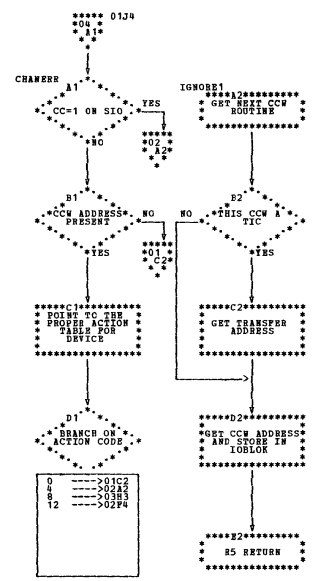 01J4
04
A1
CHANERR
A1
CC=1 ON SIO
YES
02
A2
NO
B1
CCW ADDRESS
PRESENT
NO
01
C2
YES
C1
POINT TO THE
PROPER ACTION
TABLE FOR
DEVICE
D1
BRANCH ON
ACTION CODE
0 ---->01C2
4 ---->02A2
8 ---->03H3
12 ---->02F4
IGNORE1
A2
GET NEXT CCW
ROUTINE
B2
NO
THIS CCW A
TIC
YES
C2
GET TRANSFER
ADDRESS
D2
GET CCW ADDRESS
AND STORE IN
IOBLOK
E2
R5 RETURN